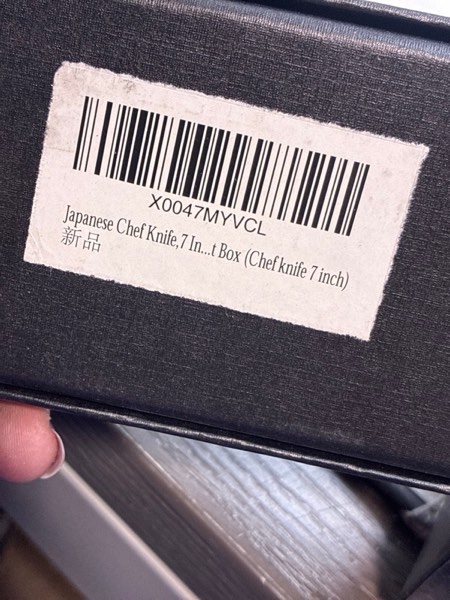 X0047MYVCL
Japanese Chef Knife,7 In...t Box (Chef knife 7 inch)
新品